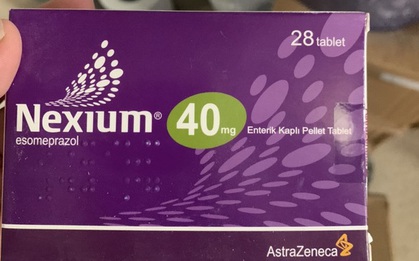 28 tablet
Nexium®
40 mg
Enterik Kaplı Pellet Tablet
esomeprazol
AstraZeneca